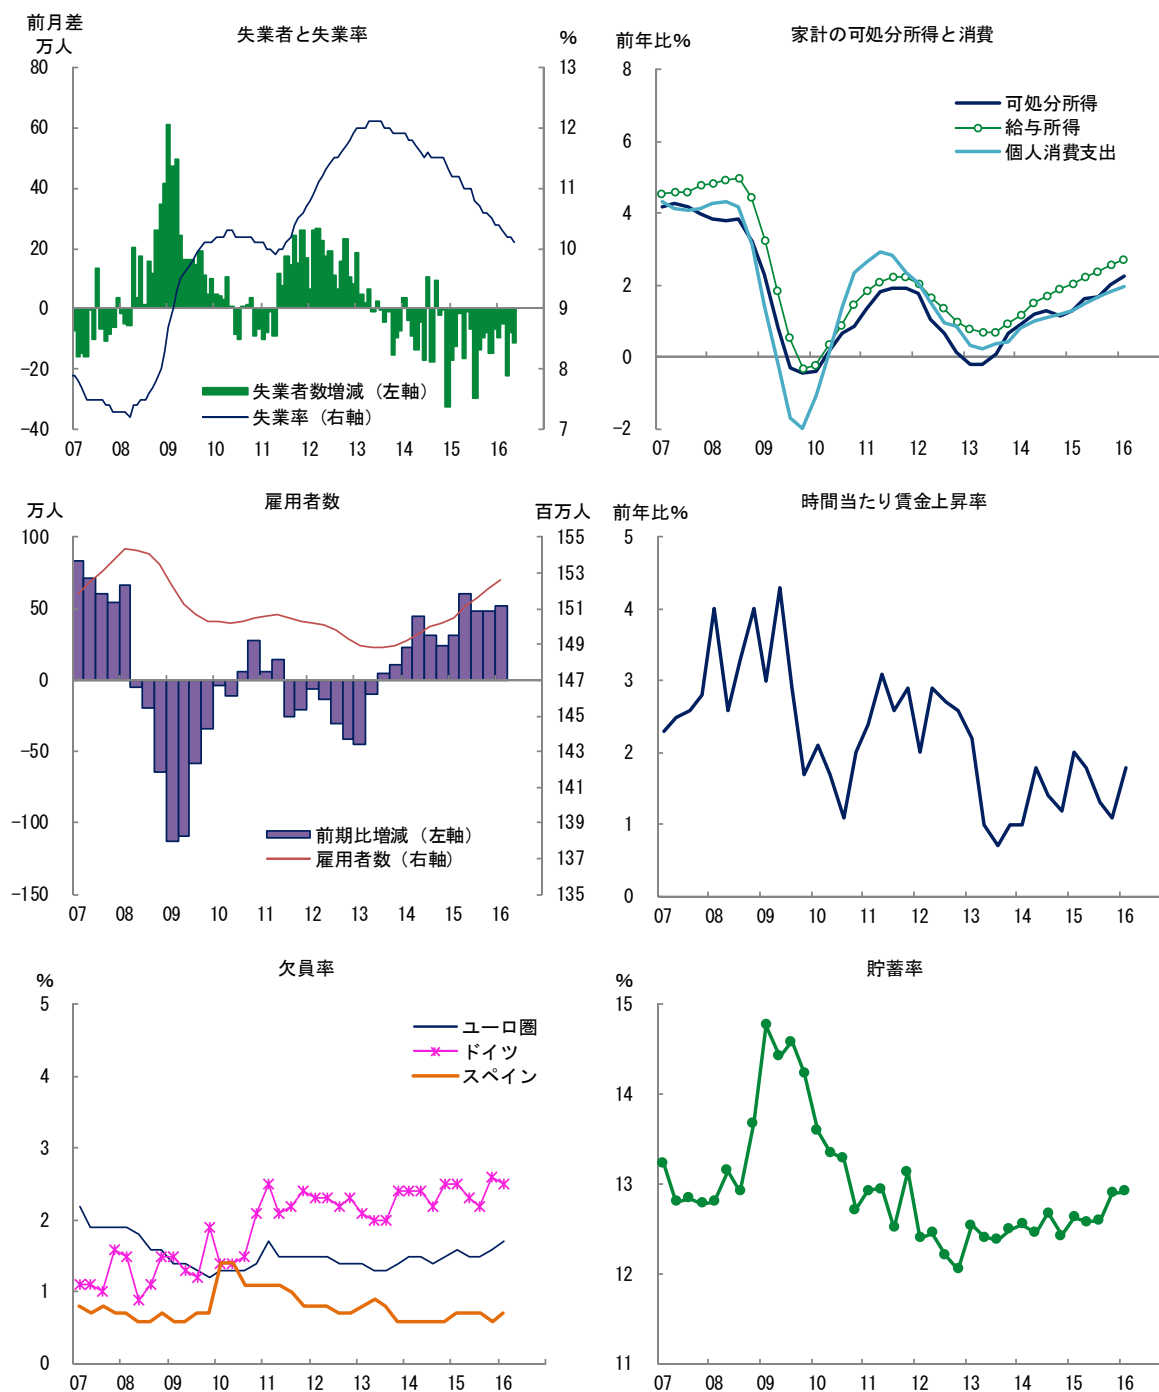 失業者と失業率
前月差
万人
%
80
60
40
20
0
−20
−40
13
12
11
10
9
8
7
失業者数増減（左軸）
失業率（右軸）
07 08 09 10 11 12 13 14 15 16
家計の可処分所得と消費
前年比%
8
6
4
2
0
−2
可処分所得
給与所得
個人消費支出
07 08 09 10 11 12 13 14 15 16
雇用者数
万人
百万人
100
50
0
−50
−100
−150
155
153
151
149
147
145
143
141
139
137
135
前期比増減（左軸）
雇用者数（右軸）
07 08 09 10 11 12 13 14 15 16
時間当たり賃金上昇率
前年比%
5
4
3
2
1
0
07 08 09 10 11 12 13 14 15 16
欠員率
%
5
4
3
2
1
0
ユーロ圏
ドイツ
スペイン
07 08 09 10 11 12 13 14 15 16
貯蓄率
%
15
14
13
12
11
07 08 09 10 11 12 13 14 15 16